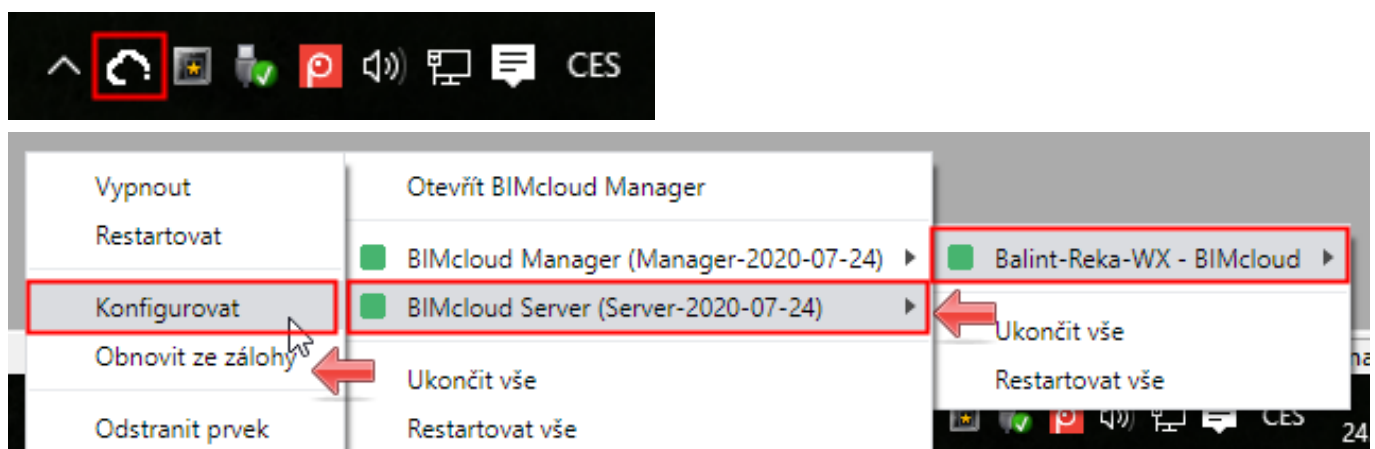 CES
Vypnout
Restartovat
Konfigurovat
Obnovit ze zálohy
Odstranit prvek
Otevřít BIMcloud Manager
BIMcloud Manager (Manager-2020-07-24)
BIMcloud Server (Server-2020-07-24)
Ukončit vše
Restartovat vše
Balint-Reka-WX - BIMcloud
Ukončit vše
Restartovat vše
CES
24